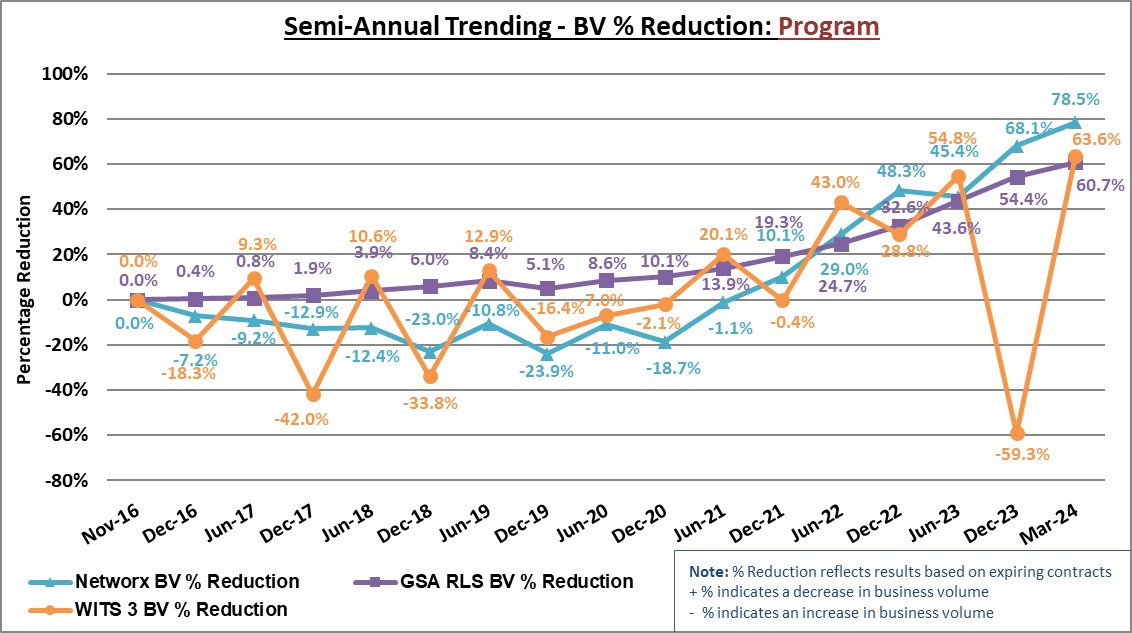 Semi-Annual Trending - BV % Reduction: Program
Percentage Reduction
100%
80%
60%
40%
20%
0%
-20%
-40%
-60%
-80%
0.0% -7.2% -9.2% -12.9% -12.4% -23.0% -10.8% -23.9% -11.0% -18.7% -1.1% 10.1% 29.0% 48.3% 45.4% 68.1% 78.5%
0.0% 0.4% 0.8% 1.9% 3.9% 6.0% 8.4% 5.1% 8.6% 10.1% 13.9% 19.3% 24.7% 32.6% 43.6% 54.4% 60.7%
0.0% -18.3% 9.3% -42.0% 10.6% -33.8% 12.9% -16.4% -7.0% -2.1% 20.1% -0.4% 43.0% 28.8% 54.8% -59.3% 63.6%
Nov-16 Dec-16 Jun-17 Dec-17 Jun-18 Dec-18 Jun-19 Dec-19 Jun-20 Dec-20 Jun-21 Dec-21 Jun-22 Dec-22 Jun-23 Dec-23 Mar-24
Networx BV % Reduction
GSA RLS BV % Reduction
WITS 3 BV % Reduction
Note: % Reduction reflects results based on expiring contracts
+ % indicates a decrease in business volume
- % indicates an increase in business volume